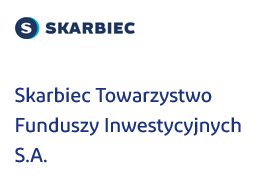 S SKARBIEC
Skarbiec Towarzystwo
Funduszy Inwestycyjnych
S.A.